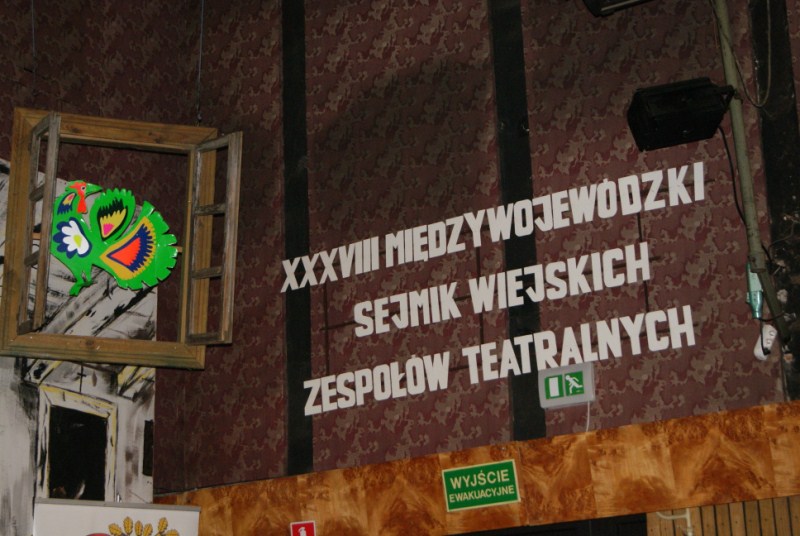 XXXVIII MIĘDZYWOJEWÓDZKI
SEJMIK WIEJSKICH
ZESPOŁÓW TEATRALNYCH
WYJŚCIE
EWAKUACYJNE